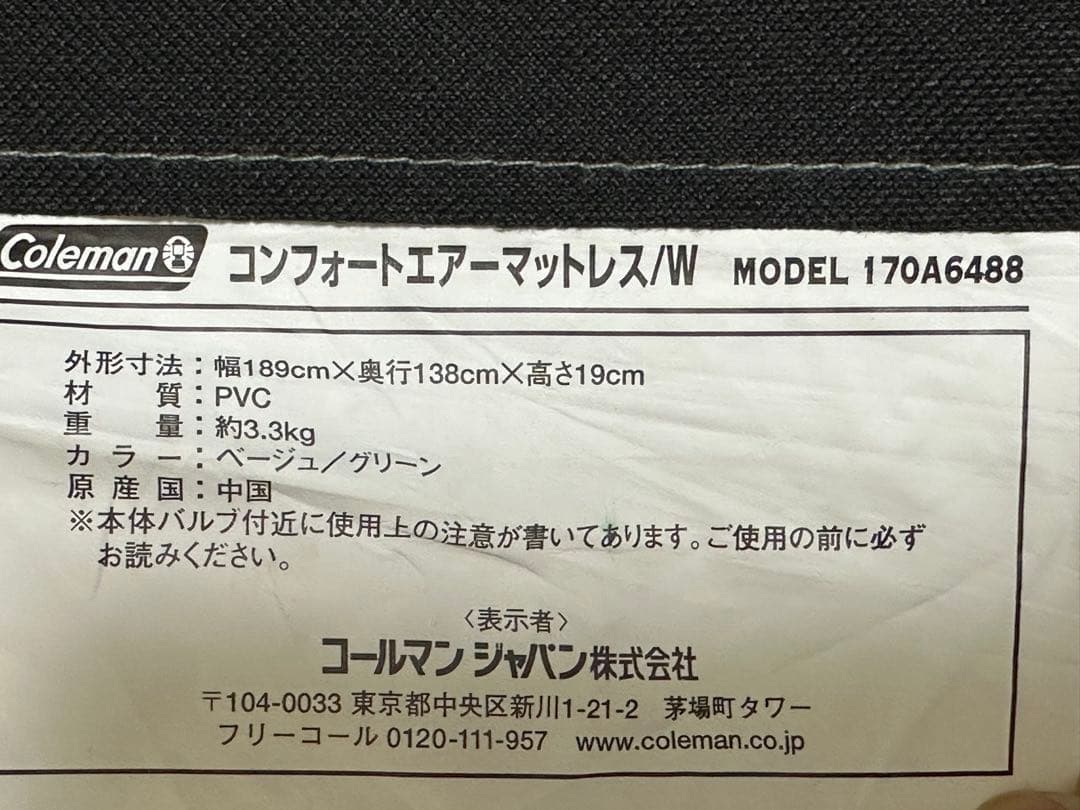 Coleman コンフォートエアーマットレス/W MODEL 170A6488
外形寸法：幅189cm×奥行138cm×高さ19cm
材質：PVC
重量：約3.3kg
カラー：ベージュ／グリーン
原産国：中国
※本体バルブ付近に使用上の注意が書いてあります。ご使用の前に必ず
お読みください。
〈表示者〉
コールマン ジャパン株式会社
〒104-0033 東京都中央区新川1-21-2 茅場町タワー
フリーコール 0120-111-957 www.coleman.co.jp